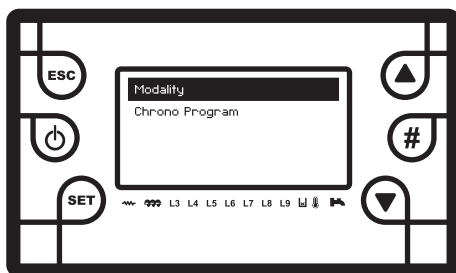 ESC
Modality
Chrono Program
#
SET
L3 L4 L5 L6 L7 L8 L9